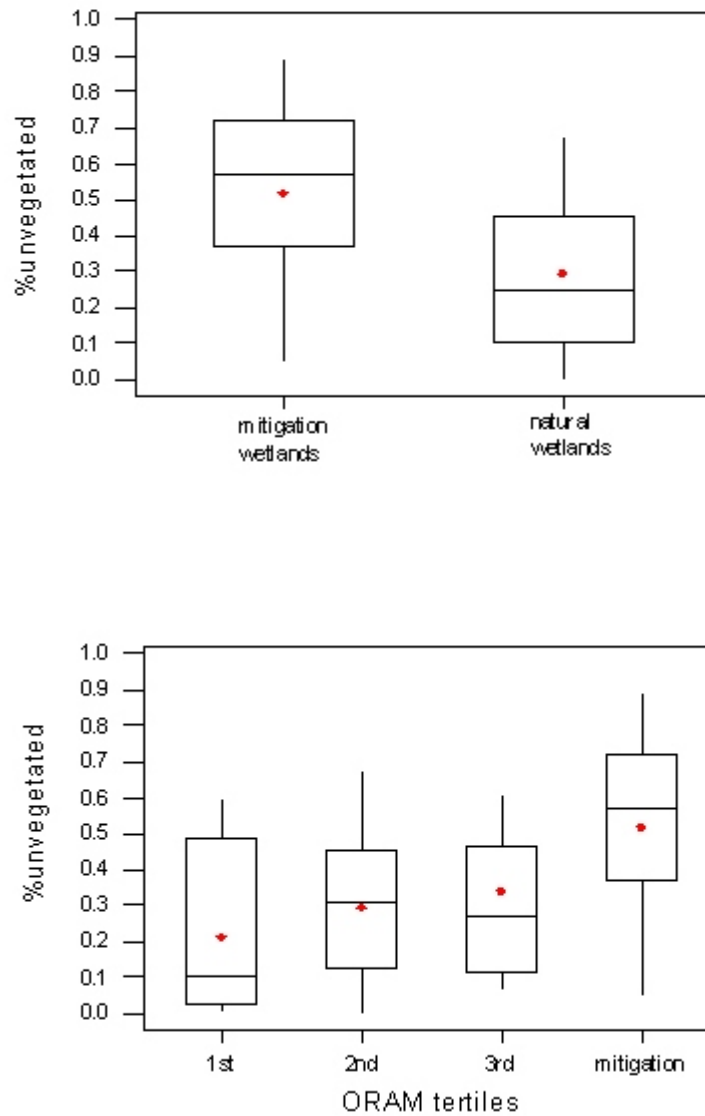 %unvegetated
1.0
0.9
0.8
0.7
0.6
0.5
0.4
0.3
0.2
0.1
0.0
mitigation
wetlands
natural
wetlands
%unvegetated
1.0
0.9
0.8
0.7
0.6
0.5
0.4
0.3
0.2
0.1
0.0
1st
2nd
3rd
mitigation
ORAM tertiles